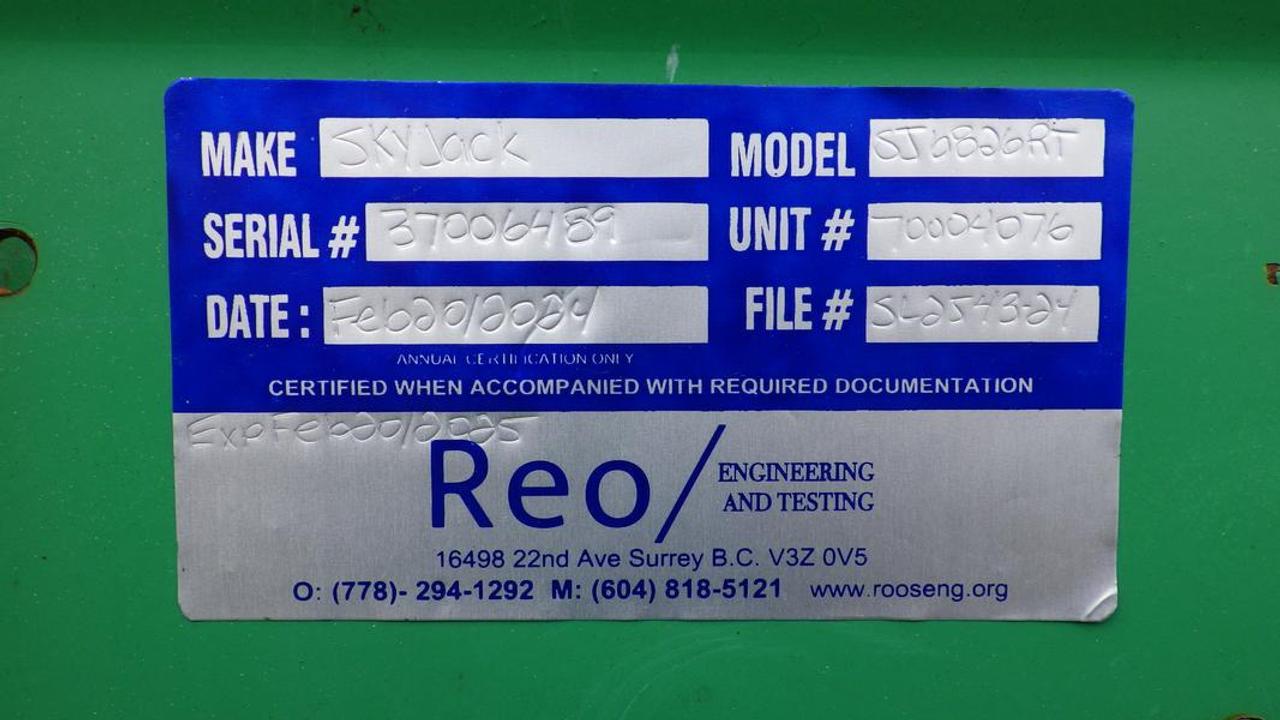 MAKE SKYJack MODEL SJ6826RT
SERIAL # 370064189 UNIT # 70004076
DATE: Feb20/2024 FILE # SL2543-24
ANNUAL CERTIFICATION ONLY
CERTIFIED WHEN ACCOMPANIED WITH REQUIRED DOCUMENTATION
Exp Feb20/2025
Reo/ ENGINEERING
AND TESTING
16498 22nd Ave Surrey B.C. V3Z 0V5
O: (778)- 294-1292 M: (604) 818-5121 www.rooseng.org